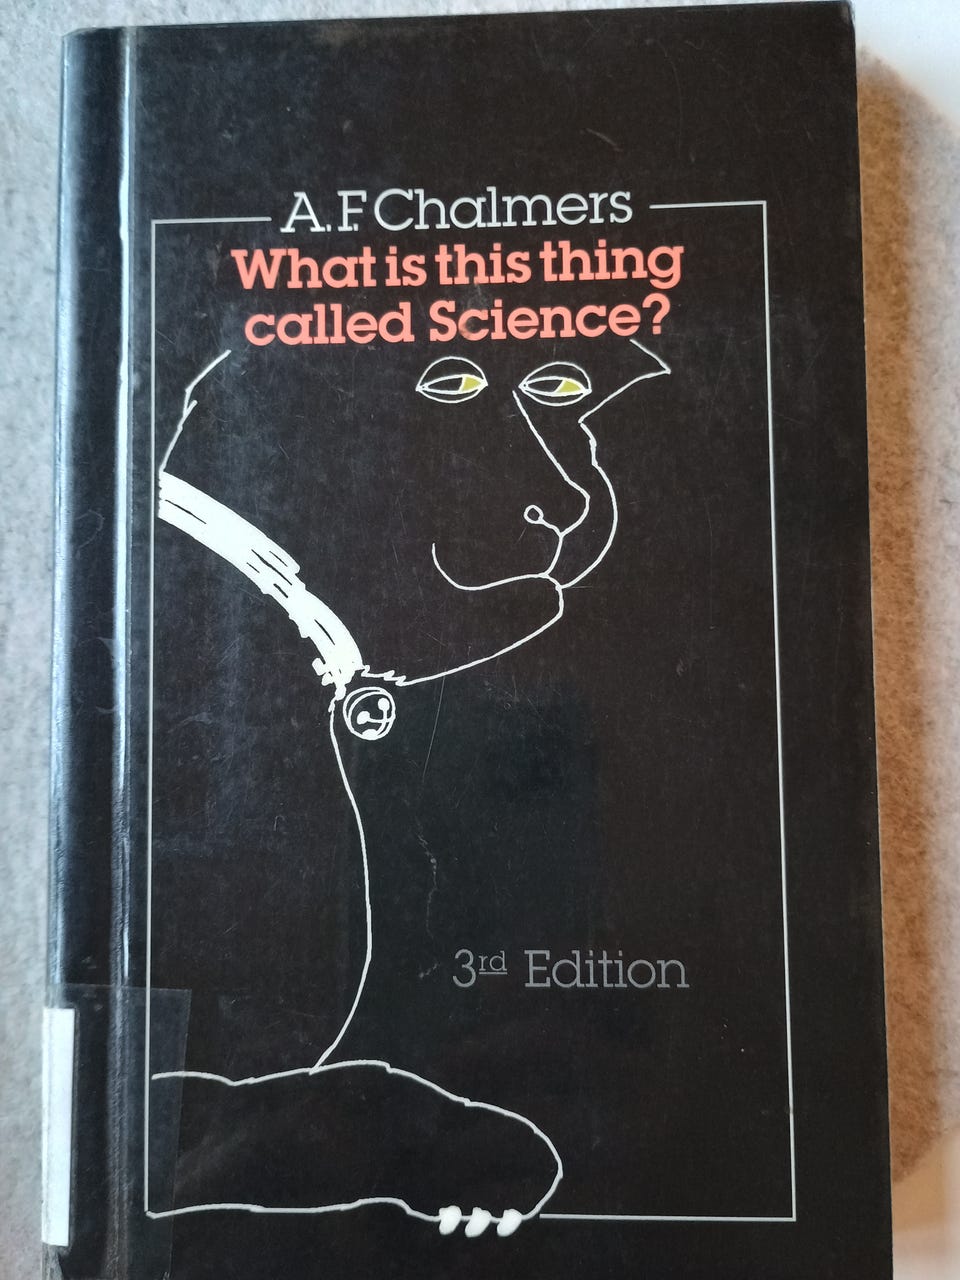 A.F. Chalmers
What is this thing
called Science?
3rd Edition